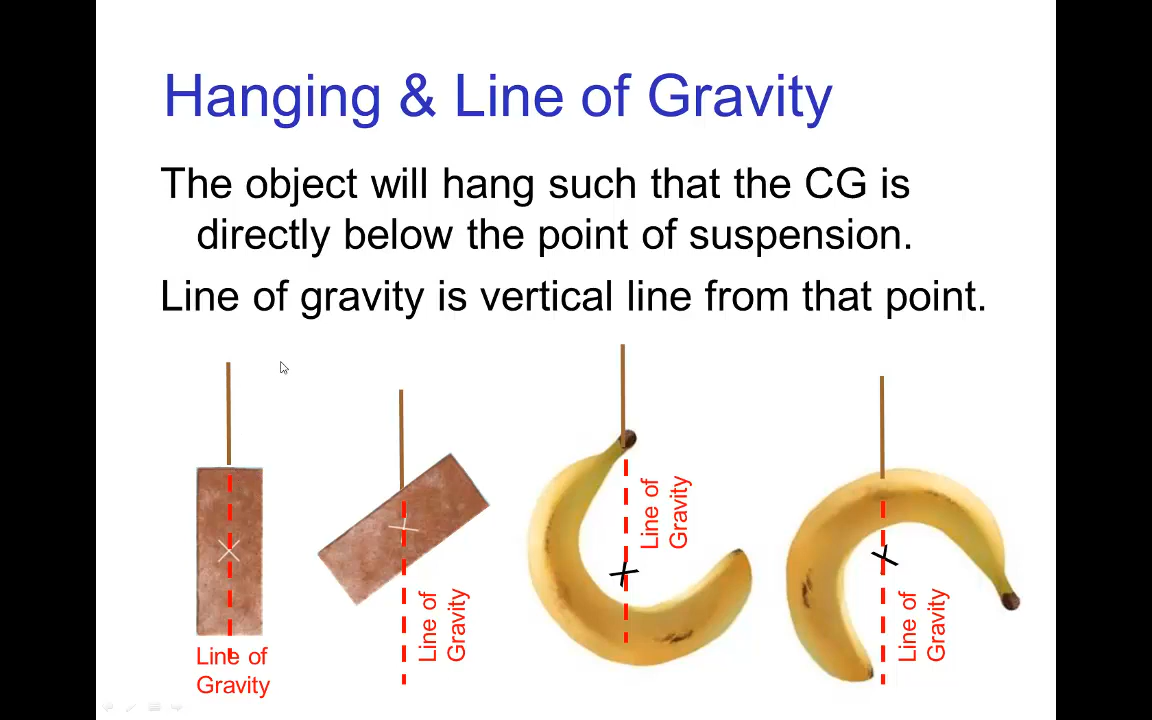 Hanging & Line of Gravity
The object will hang such that the CG is
directly below the point of suspension.
Line of gravity is vertical line from that point.
Line of
Gravity
Line of
Gravity
Line of
Gravity
Line of
Gravity